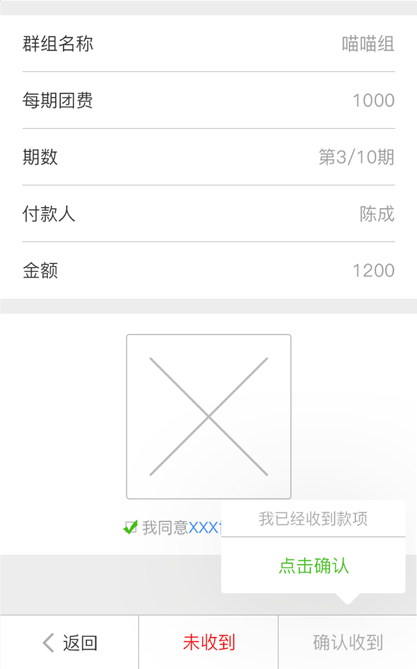 群组名称 喵喵组
每期团费 1000
期数 第3/10期
付款人 陈成
金额 1200
我同意XXX
我已经收到款项
点击确认
返回 未收到 确认收到